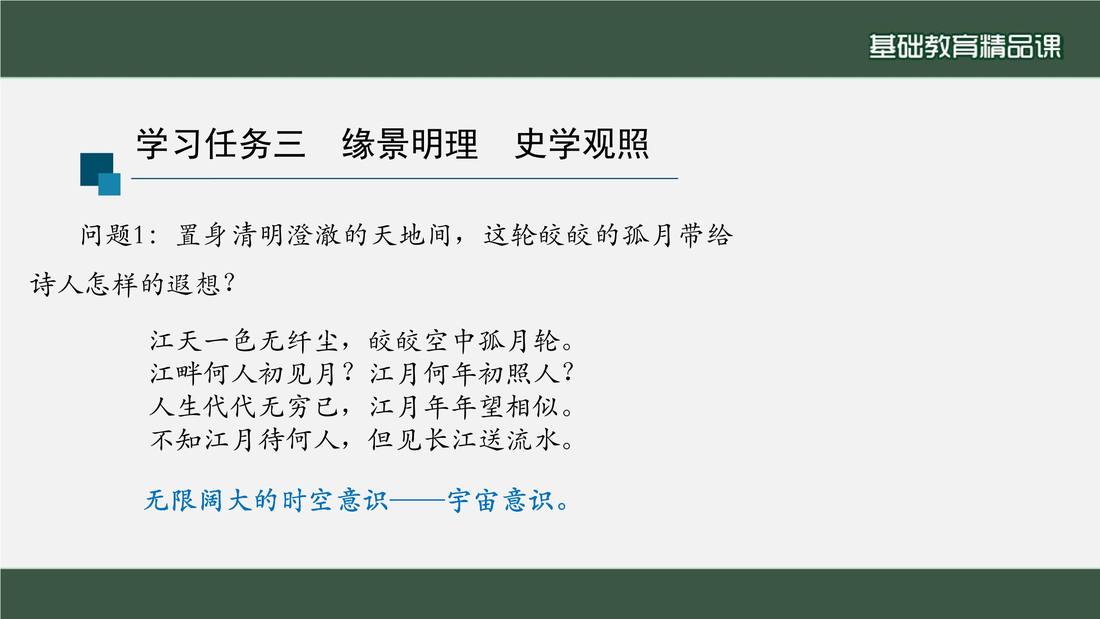 基础教育精品课
学习任务三 缘景明理 史学观照
问题1：置身清明澄澈的天地间，这轮皎皎的孤月带给
诗人怎样的遐想？
江天一色无纤尘，皎皎空中孤月轮。
江畔何人初见月？江月何年初照人？
人生代代无穷已，江月年年望相似。
不知江月待何人，但见长江送流水。
无限阔大的时空意识——宇宙意识。